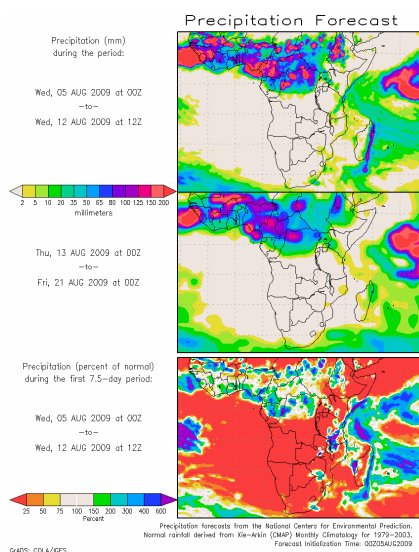 Precipitation Forecast
Precipitation (mm)
during the period:
Wed, 05 AUG 2009 at 00Z
-to-
Wed, 12 AUG 2009 at 12Z
2 5 10 20 35 50 65 80 100 125 150 200
millimeters
Thu, 13 AUG 2009 at 00Z
-to-
Fri, 21 AUG 2009 at 00Z
Precipitation (percent of normal)
during the first 7.5-day period:
Wed, 05 AUG 2009 at 00Z
-to-
Wed, 12 AUG 2009 at 12Z
25 50 75 100 150 200 300 400 600
Percent
Precipitation forecasts from the National Centers for Environmental Prediction.
Normal rainfall derived from Xie-Arkin (CMAP) Monthly Climatology for 1979-2003.
Forecast Initialization Time: 00Z05AUG2009
GrADS: COLA/IGES